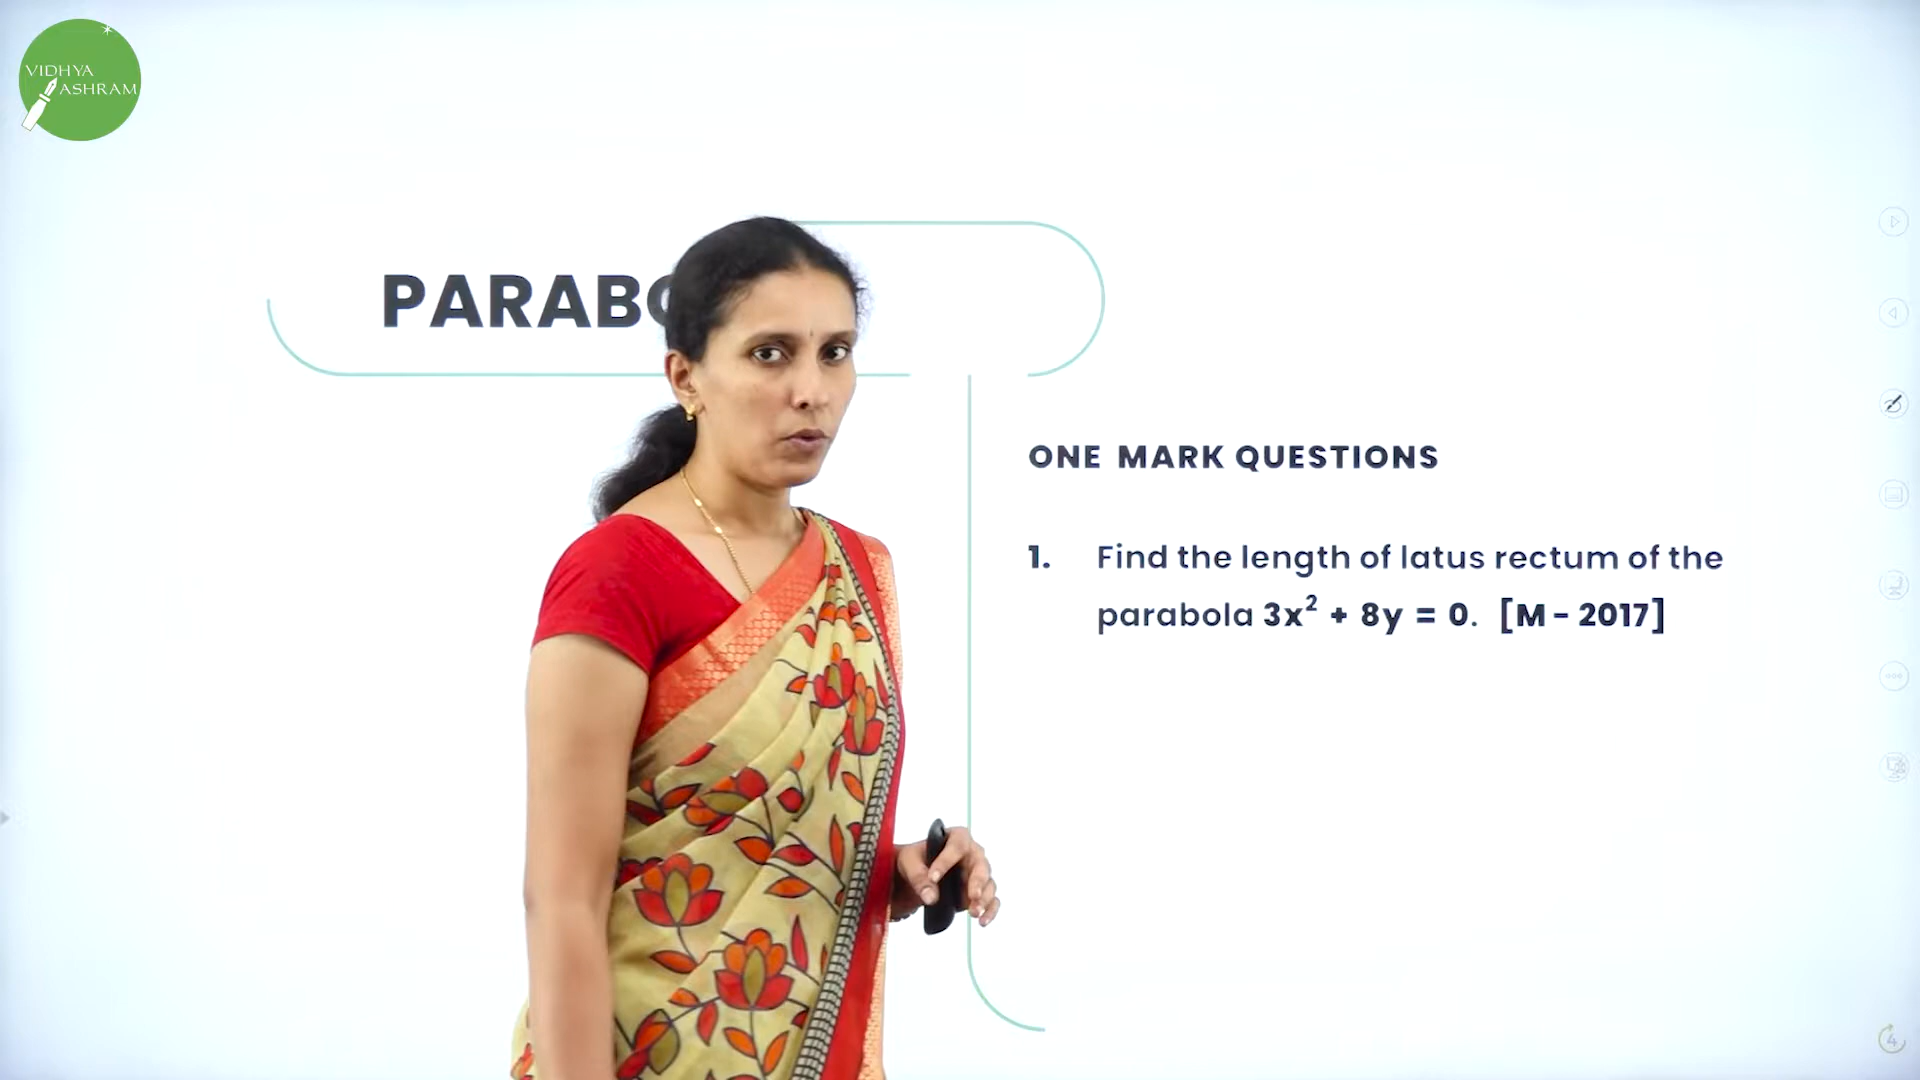 VIDHYA
ASHRAM
ONE MARK QUESTIONS
1. Find the length of latus rectum of the
parabola 3x² + 8y = 0. [M - 2017]
4